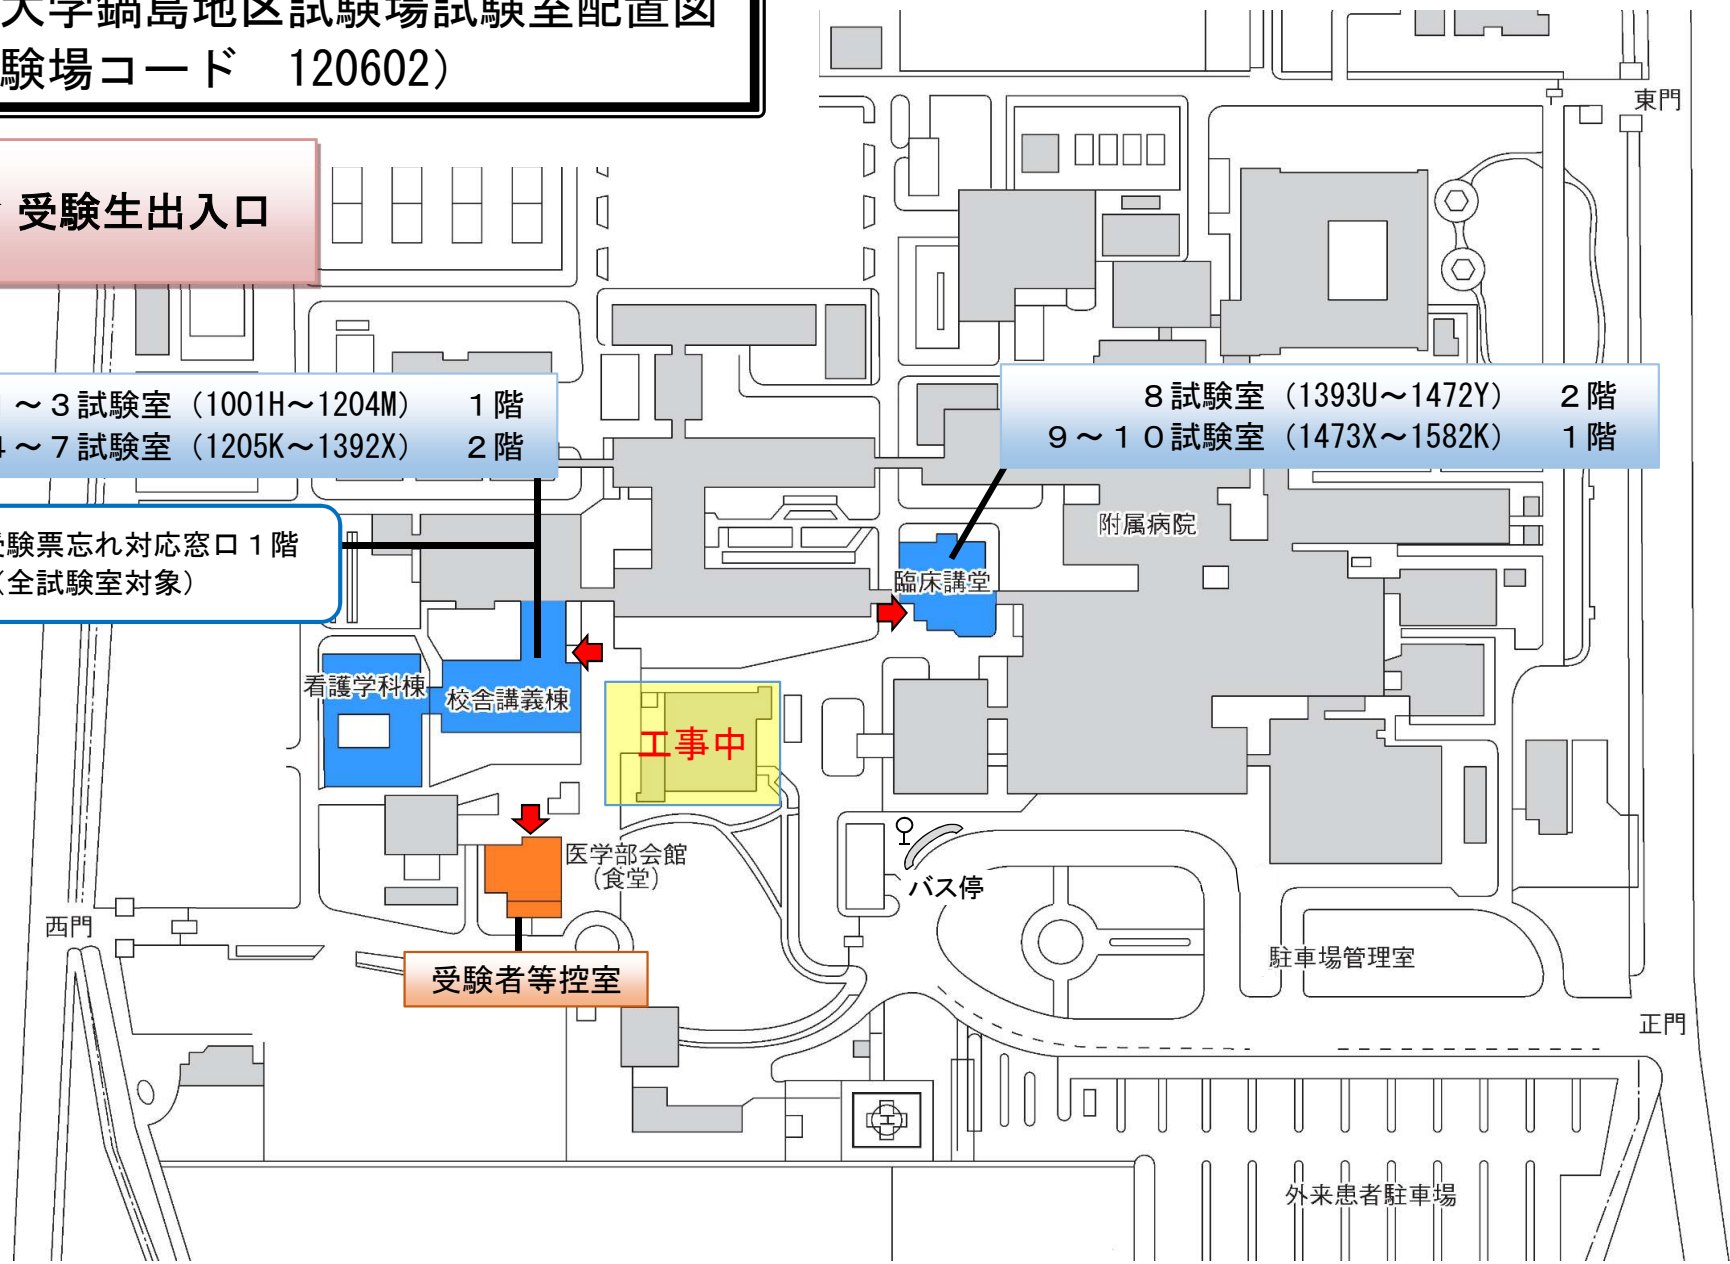 大学鍋島地区試験場試験室配置図
験場コード　120602）
東門
受験生出入口
～３試験室（1001H～1204M）　１階
４～７試験室（1205K～1392X）　２階
８試験室（1393U～1472Y）　２階
９～１０試験室（1473X～1582K）　１階
受験票忘れ対応窓口１階
（全試験室対象）
附属病院
臨床講堂
看護学科棟
校舎講義棟
工事中
医学部会館
（食堂）
バス停
西門
受験者等控室
駐車場管理室
正門
H
外来患者駐車場